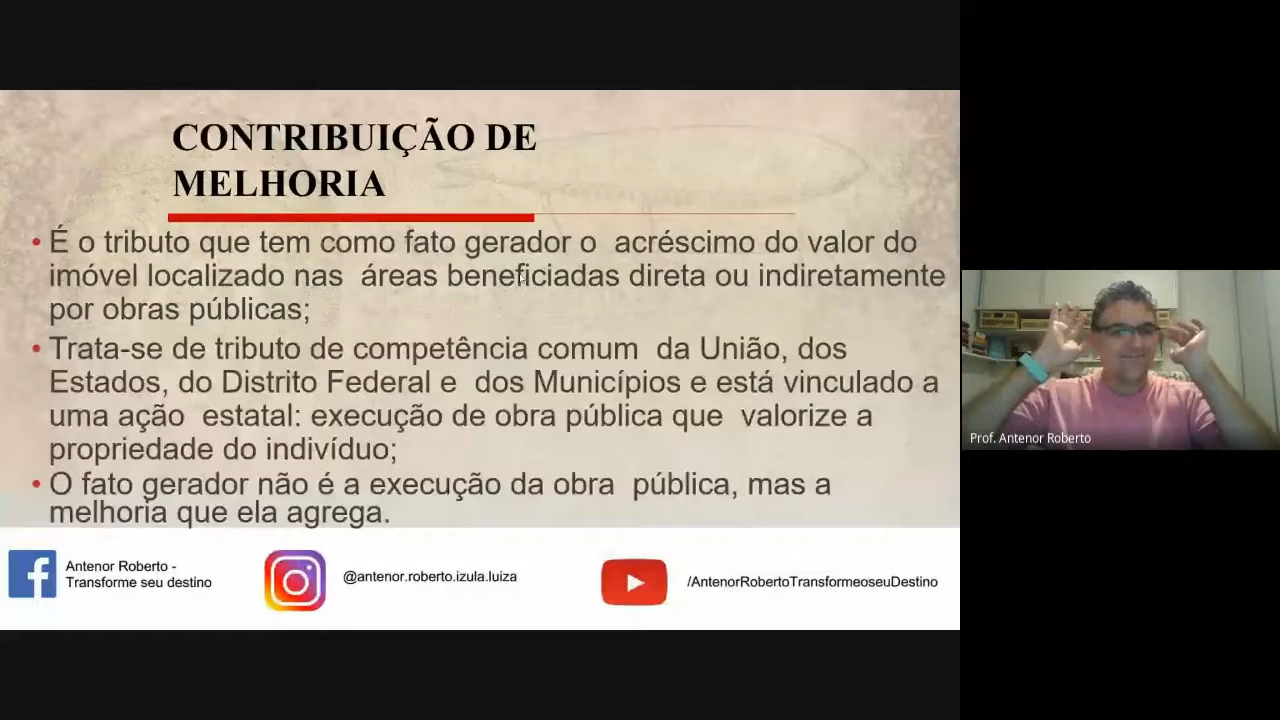 CONTRIBUIÇÃO DE
MELHORIA
• É o tributo que tem como fato gerador o acréscimo do valor do
imóvel localizado nas áreas beneficiadas direta ou indiretamente
por obras públicas;
• Trata-se de tributo de competência comum da União, dos
Estados, do Distrito Federal e dos Municípios e está vinculado a
uma ação estatal: execução de obra pública que valorize a
propriedade do indivíduo;
• O fato gerador não é a execução da obra pública, mas a
melhoria que ela agrega.
Antenor Roberto -
Transforme seu destino
@antenor.roberto.izula.luiza
/AntenorRobertoTransformeoseuDestino
Prof. Antenor Roberto